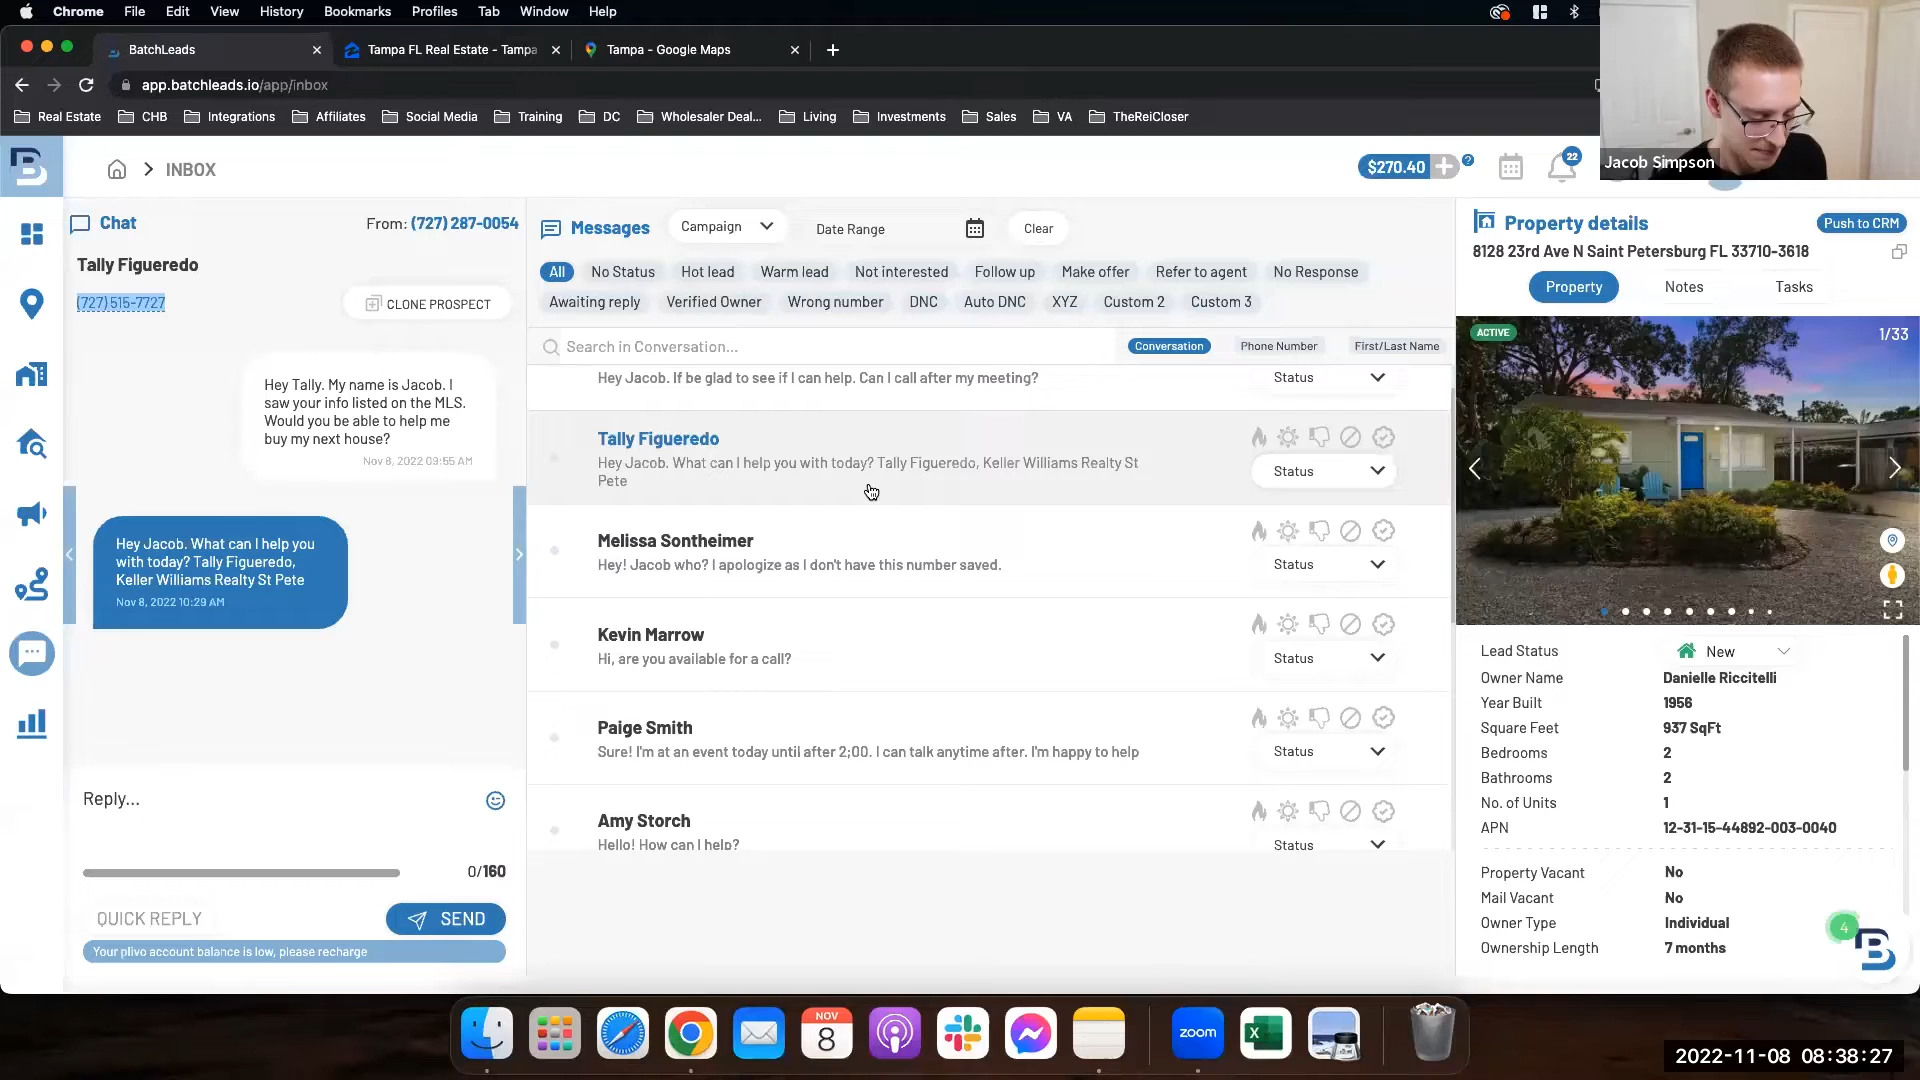 Chrome File Edit View History Bookmarks Profiles Tab Window Help
BatchLeads
Tampa FL Real Estate - Tampa
Tampa - Google Maps
app.batchleads.io/app/inbox
Real Estate CHB Integrations Affiliates Social Media Training DC Wholesaler Deal... Living Investments Sales VA TheReiCloser
Jacob Simpson
B
INBOX
$270.40
?
22
Chat
From: (727) 287-0054
Tally Figueredo
(727) 515-7727
CLONE PROSPECT
Hey Tally. My name is Jacob. I
saw your info listed on the MLS.
Would you be able to help me
buy my next house?
Nov 8, 2022 09:55 AM
Hey Jacob. What can I help you
with today? Tally Figueredo,
Keller Williams Realty St Pete
Nov 8, 2022 10:29 AM
Reply...
0/160
QUICK REPLY
SEND
Your plivo account balance is low, please recharge
Messages
Campaign
Date Range
Clear
All No Status Hot lead Warm lead Not interested Follow up Make offer Refer to agent No Response
Awaiting reply Verified Owner Wrong number DNC Auto DNC XYZ Custom 2 Custom 3
Search in Conversation...
Conversation Phone Number First/Last Name
Hey Jacob. If be glad to see if I can help. Can I call after my meeting?
Status
Tally Figueredo
Hey Jacob. What can I help you with today? Tally Figueredo, Keller Williams Realty St
Pete
Status
Melissa Sontheimer
Hey! Jacob who? I apologize as I don't have this number saved.
Status
Kevin Marrow
Hi, are you available for a call?
Status
Paige Smith
Sure! I'm at an event today until after 2;00. I can talk anytime after. I'm happy to help
Status
Amy Storch
Hello! How can I help?
Status
Property details
Push to CRM
8128 23rd Ave N Saint Petersburg FL 33710-3618
Property Notes Tasks
ACTIVE
1/33
Lead Status New
Owner Name Danielle Riccitelli
Year Built 1956
Square Feet 937 SqFt
Bedrooms 2
Bathrooms 2
No. of Units 1
APN 12-31-15-44892-003-0040
Property Vacant No
Mail Vacant No
Owner Type Individual
Ownership Length 7 months
4
B
NOV
8
zoom
X
2022-11-08 08:38:27